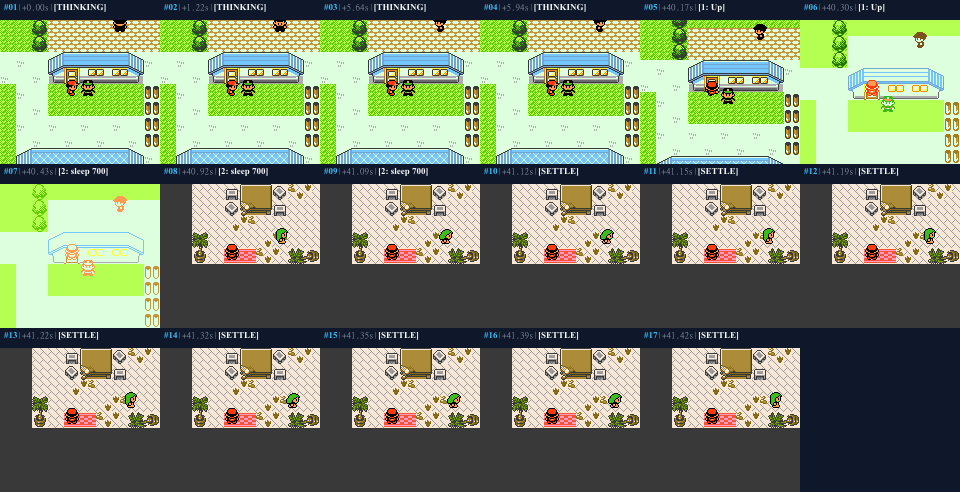 #01|+0.00s| [THINKING]
#02|+1.22s| [THINKING]
#03|+5.64s| [THINKING]
#04|+5.94s| [THINKING]
#05|+40.17s| [1: Up]
#06|+40.30s| [1: Up]
#07|+40.43s| [2: sleep 700]
#08|+40.92s| [2: sleep 700]
#09|+41.09s| [2: sleep 700]
#10|+41.12s| [SETTLE]
#11|+41.15s| [SETTLE]
#12|+41.19s| [SETTLE]
#13|+41.22s| [SETTLE]
#14|+41.32s| [SETTLE]
#15|+41.35s| [SETTLE]
#16|+41.39s| [SETTLE]
#17|+41.42s| [SETTLE]